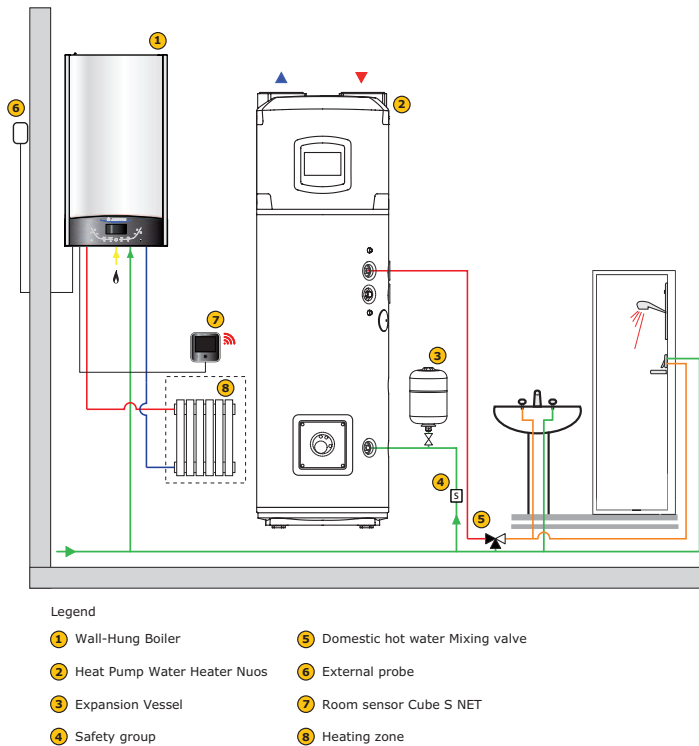 1
2
6
7
3
8
4
S
5
Legend
1 Wall-Hung Boiler
2 Heat Pump Water Heater Nuos
3 Expansion Vessel
4 Safety group
5 Domestic hot water Mixing valve
6 External probe
7 Room sensor Cube S NET
8 Heating zone